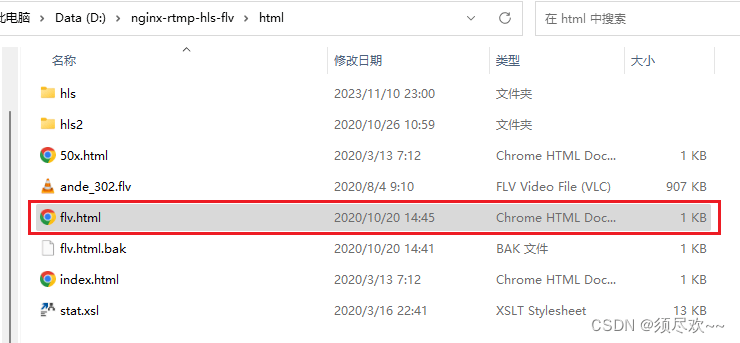 此电脑 > Data (D:) > nginx-rtmp-hls-flv > html
在 html 中搜索
名称 修改日期 类型 大小
hls 2023/11/10 23:00 文件夹
hls2 2020/10/26 10:59 文件夹
50x.html 2020/3/13 7:12 Chrome HTML Doc... 1 KB
ande_302.flv 2020/8/4 9:10 FLV Video File (VLC) 907 KB
flv.html 2020/10/20 14:45 Chrome HTML Doc... 1 KB
flv.html.bak 2020/10/20 14:41 BAK 文件 1 KB
index.html 2020/3/13 7:12 Chrome HTML Doc... 1 KB
stat.xsl 2020/3/16 22:41 XSLT Stylesheet 13 KB
CSDN @须尽欢~~